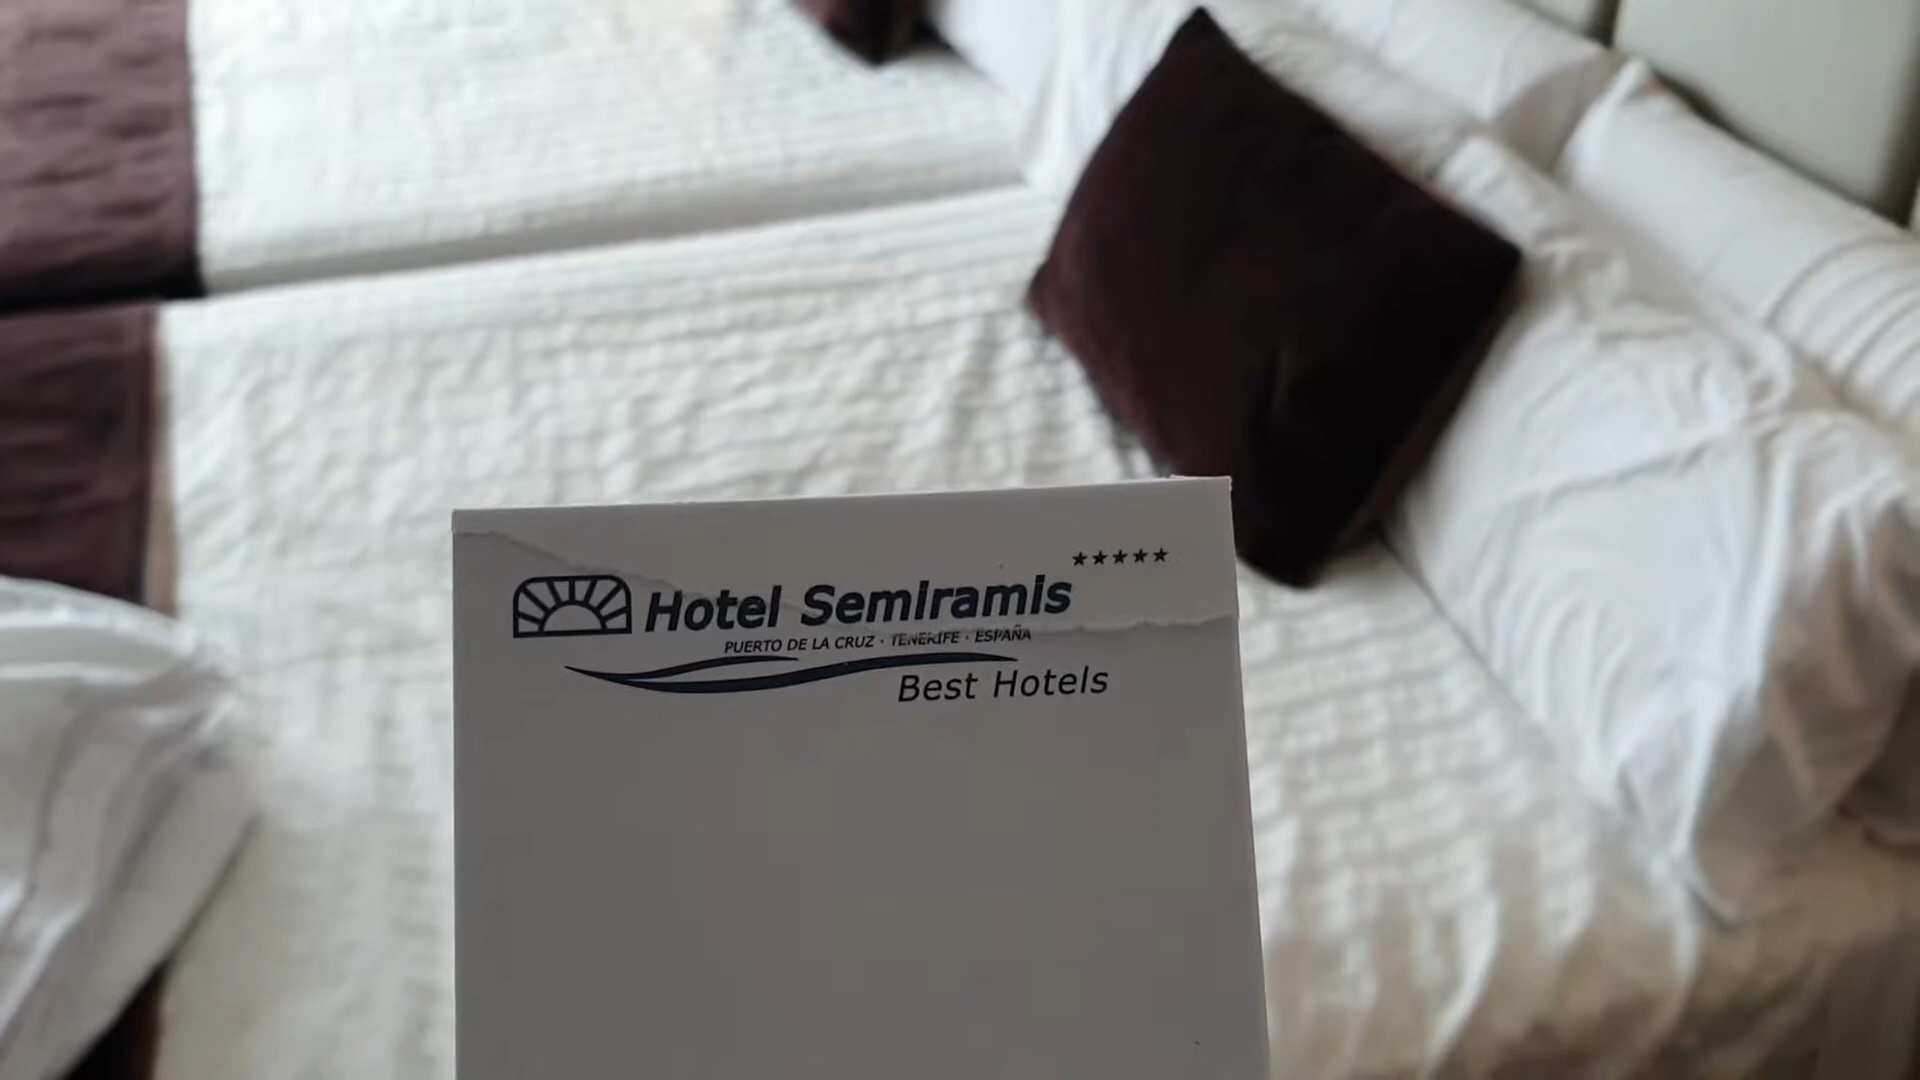 ★★★★★
Hotel Semiramis
PUERTO DE LA CRUZ · TENERIFE · ESPAÑA
Best Hotels